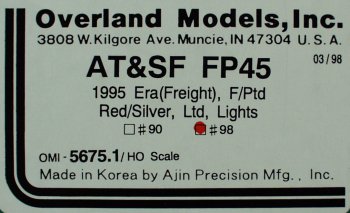 Overland Models,Inc.
3808 W. Kilgore Ave. Muncie, IN 47304 U. S. A.
AT&SF FP45
03/98
1995 Era(Freight), F/Ptd
Red/Silver, Ltd, Lights
□#90 #98
OMI - 5675.1/ HO Scale
Made in Korea by Ajin Precision Mfg. , Inc.